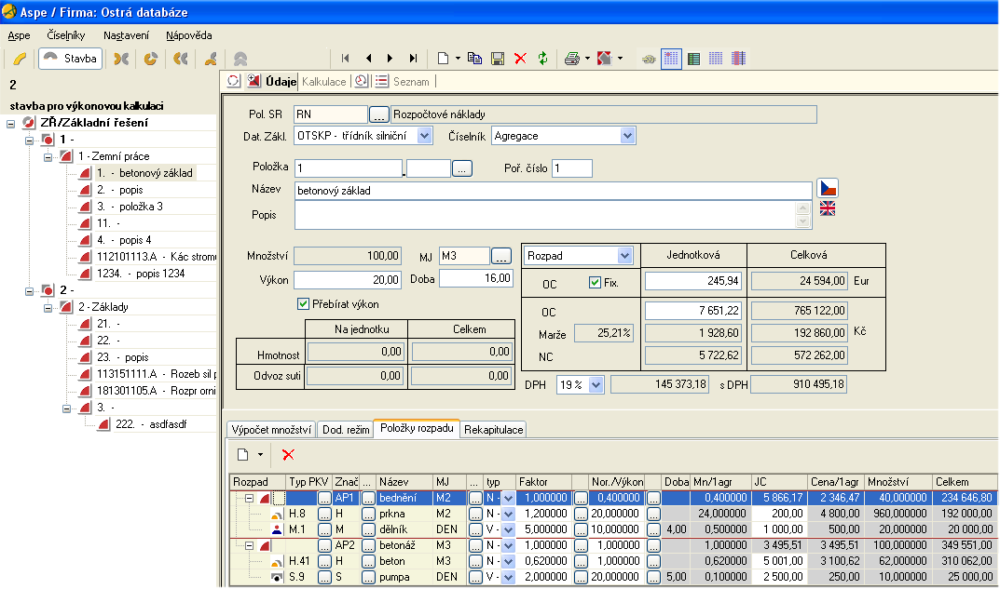 Aspe / Firma: Ostrá databáze
Aspe Číselníky Nastavení Nápověda
Stavba
2
stavba pro výkonovou kalkulaci
ZŘ/Základní řešení
1 -
1 - Zemní práce
1. - betonový základ
2. - popis
3. - položka 3
11. -
4. - popis 4
112101113.A - Kác stromů
1234. - popis 1234
2 -
2 - Základy
21. -
22. -
23. - popis
113151111.A - Rozeb sil p
181301105.A - Rozpr orni
3. -
222. - asdfasdf
Údaje Kalkulace Seznam
Pol. SR RN ... Rozpočtové náklady
Dat. Zákl. OTSKP - třídník silniční Číselník Agregace
Položka 1 . ... Poř. číslo 1
Název betonový základ
Popis
Množství 100,00 MJ M3 ...
Výkon 20,00 Doba 16,00
Přebírat výkon
Na jednotku Celkem
Hmotnost 0,00 0,00
Odvoz suti 0,00 0,00
Rozpad Jednotková Celková
OC Fix. 245,94 24 594,00 Eur
OC 7 651,22 765 122,00
Marže 25,21% 1 928,60 192 860,00 Kč
NC 5 722,62 572 262,00
DPH 19 % 145 373,18 s DPH 910 495,18
Výpočet množství Dod. režim Položky rozpadu Rekapitulace
Rozpad Typ PKV Znač ... Název MJ ... typ Faktor Nor./Výkon Doba Mn/1agr JC Cena/1agr Množství Celkem
... AP1 ... bednění M2 ... N - 1,000000 ... 0,400000 ... 0,400000 5 866,17 2 346,47 40,000000 234 646,80
H.8 ... H ... prkna M2 ... N - 1,200000 ... 20,000000 ... 24,000000 200,00 4 800,00 960,000000 192 000,00
M.1 ... M ... dělník DEN ... V - 5,000000 ... 10,000000 ... 4,00 0,500000 1 000,00 500,00 20,000000 20 000,00
... AP2 ... betonáž M3 ... N - 1,000000 ... 1,000000 ... 1,000000 3 495,51 3 495,51 100,000000 349 551,00
H.41 ... H ... beton M3 ... N - 0,620000 ... 1,000000 ... 0,620000 5 001,00 3 100,62 62,000000 310 062,00
S.9 ... S ... pumpa DEN ... V - 2,000000 ... 20,000000 ... 5,00 0,100000 2 500,00 250,00 10,000000 25 000,00